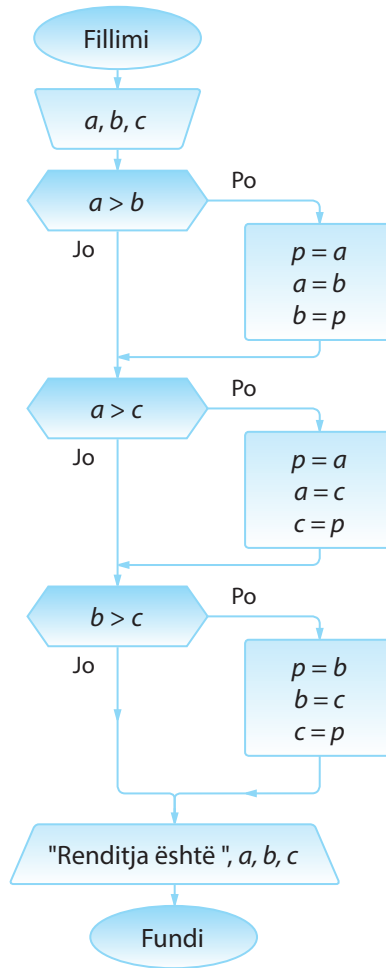 Fillimi
a, b, c
a > b
Po
Jo
p = a
a = b
b = p
a > c
Po
Jo
p = a
a = c
c = p
b > c
Po
Jo
p = b
b = c
c = p
"Renditja është ", a, b, c
Fundi